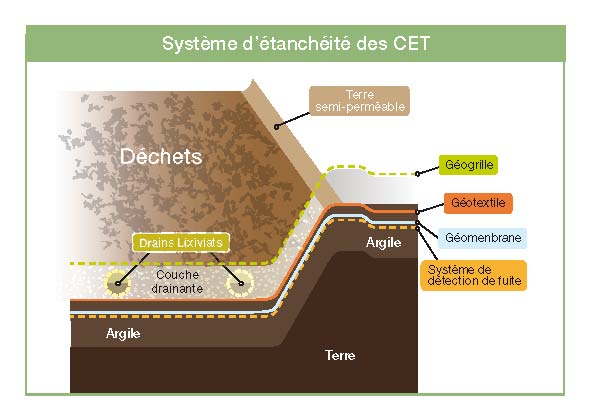 Système d'étanchéité des CET
Terre
semi-perméable
Déchets
Géogrille
Géotextile
Drains Lixiviats
Géomenbrane
Argile
Couche
drainante
Système de
détection de fuite
Argile
Terre